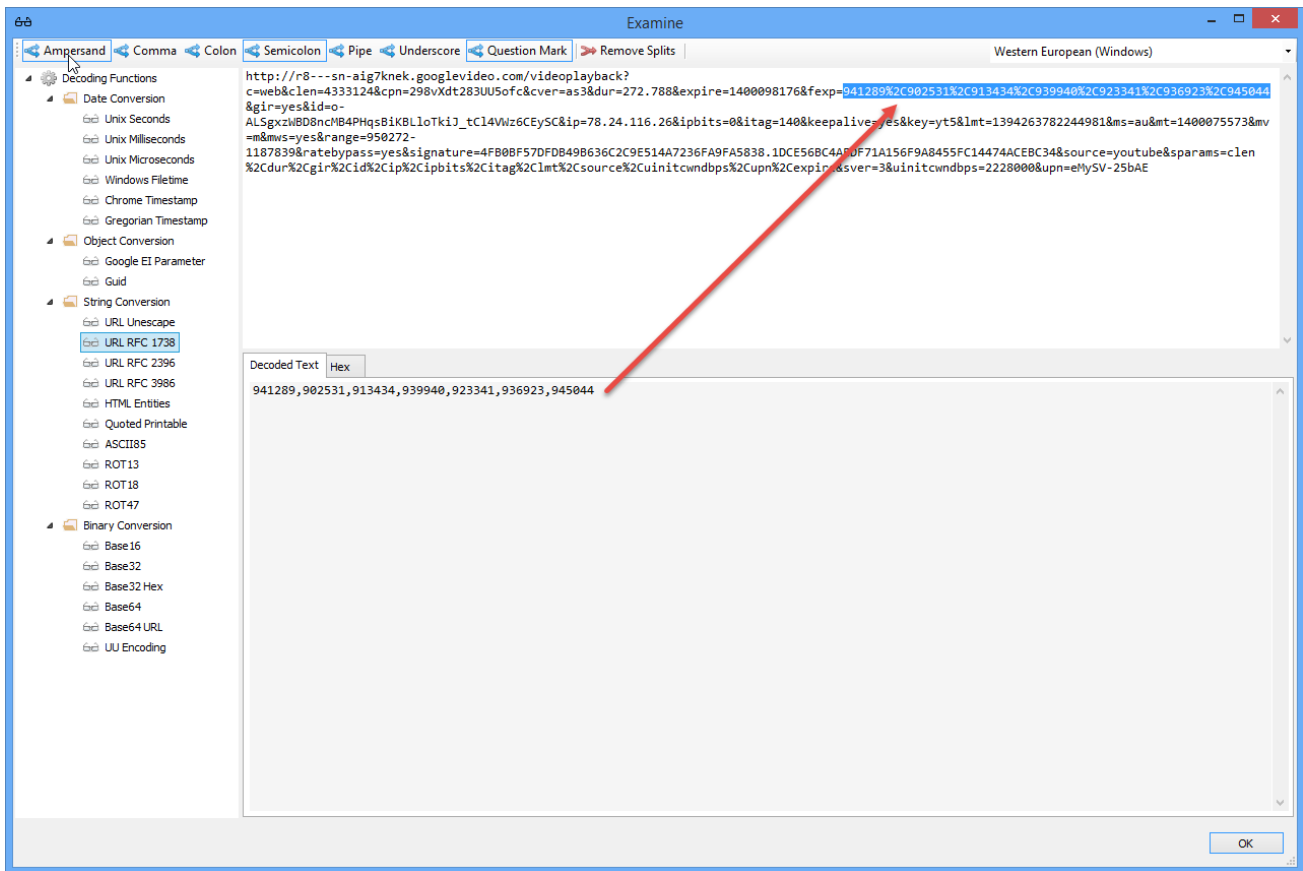 Examine
Ampersand Comma Colon Semicolon Pipe Underscore Question Mark Remove Splits Western European (Windows)
Decoding Functions
Date Conversion
Unix Seconds
Unix Milliseconds
Unix Microseconds
Windows Filetime
Chrome Timestamp
Gregorian Timestamp
Object Conversion
Google EI Parameter
Guid
String Conversion
URL Unescape
URL RFC 1738
URL RFC 2396
URL RFC 3986
HTML Entities
Quoted Printable
ASCII85
ROT13
ROT18
ROT47
Binary Conversion
Base16
Base32
Base32 Hex
Base64
Base64 URL
UU Encoding
http://r8---sn-aig7knek.googlevideo.com/videoplayback?
c=web&clen=4333124&cpn=298vXdt283UU5ofc&cver=as3&dur=272.788&expire=1400098176&fexp=941289%2C902531%2C913434%2C939940%2C923341%2C936923%2C945044
&gir=yes&id=o-
ALSgxzWBD8ncMB4PHqsBiKBLloTkiJ_tCl4VWz6CEySC&ip=78.24.116.26&ipbits=0&itag=140&keepalive=yes&key=yt5&lmt=1394263782244981&ms=au&mt=1400075573&mv
=m&mws=yes&range=950272-
1187839&ratebypass=yes&signature=4FB0BF57DFDB49B636C2C9E514A7236FA9FA5838.1DCE56BC4ABDF71A156F9A8455FC14474ACEBC34&source=youtube&sparams=clen
%2Cdur%2Cgir%2Cid%2Cip%2Cipbits%2Citag%2Clmt%2Csource%2Cuinitcwndbps%2Cupn%2Cexpire&sver=3&uinitcwndbps=2228000&upn=eMySV-25bAE
Decoded Text Hex
941289,902531,913434,939940,923341,936923,945044
OK